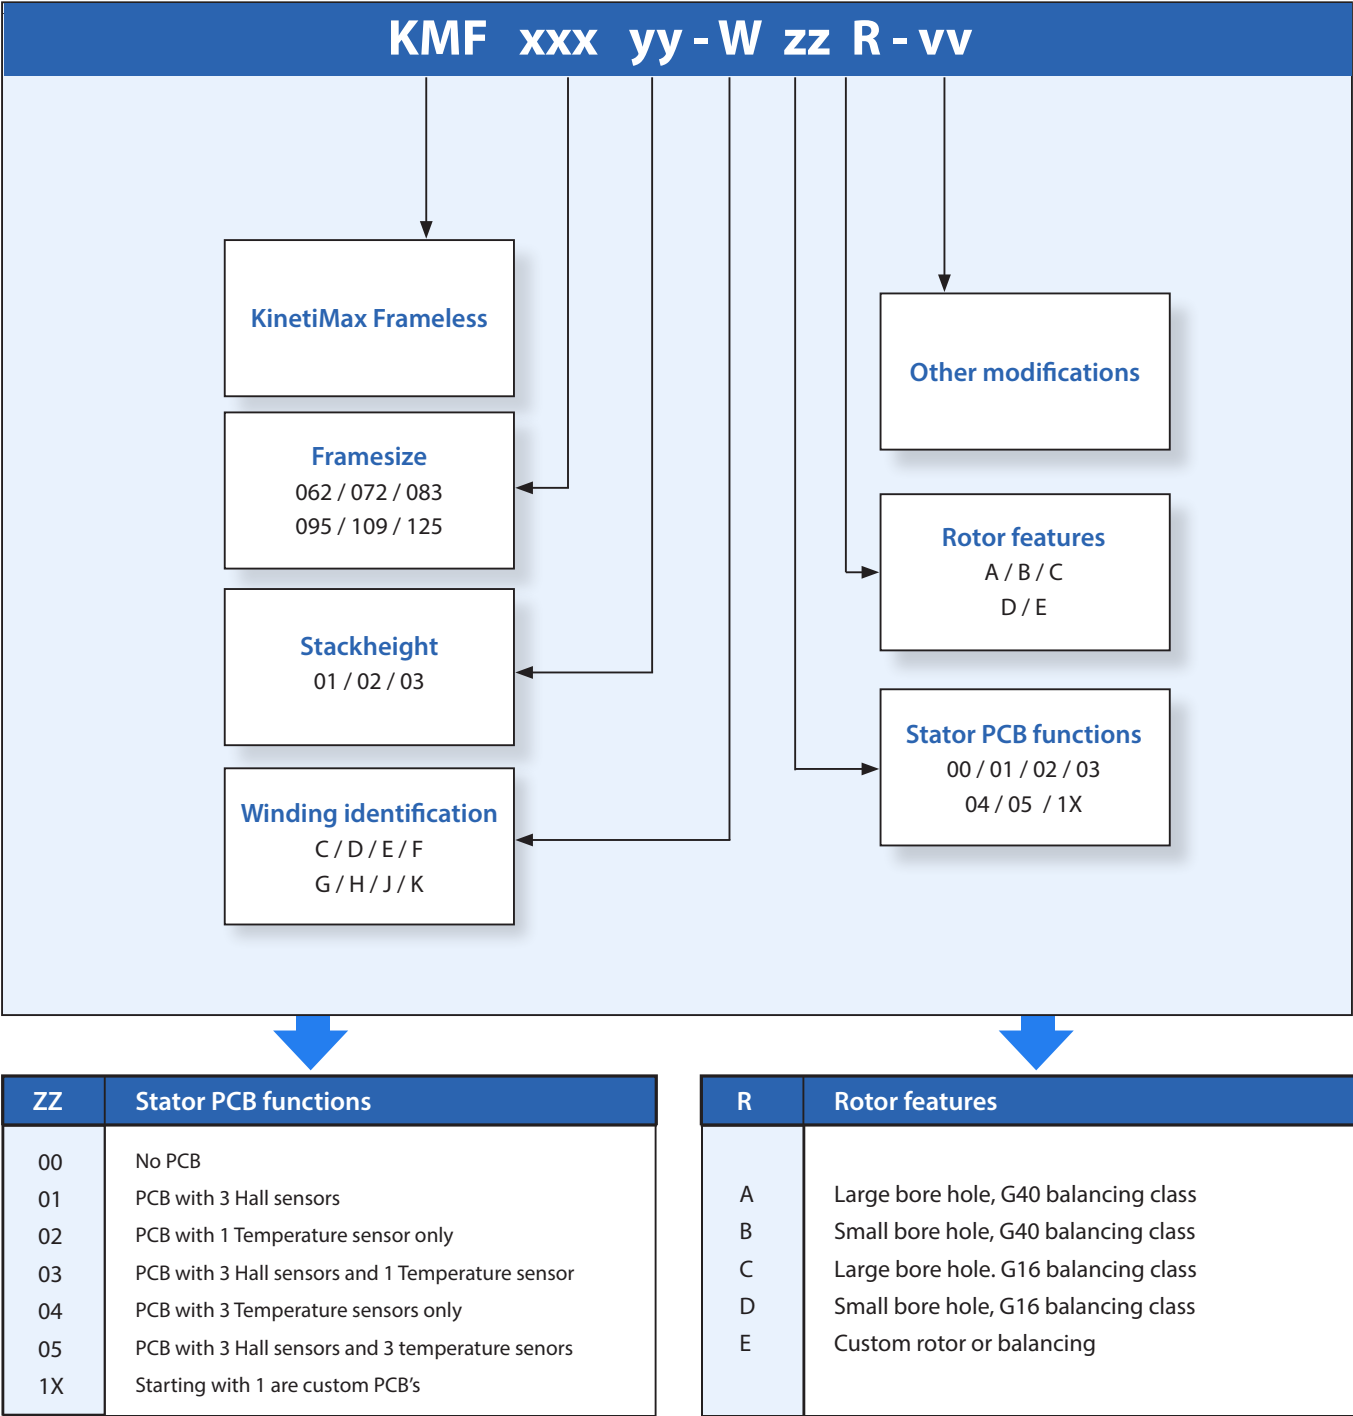 KMF xxx yy - W zz R - vv
KinetiMax Frameless
Framesize
062 / 072 / 083
095 / 109 / 125
Stackheight
01 / 02 / 03
Winding identification
C / D / E / F
G / H / J / K
Other modifications
Rotor features
A / B / C
D / E
Stator PCB functions
00 / 01 / 02 / 03
04 / 05 / 1X
ZZ Stator PCB functions
00 No PCB
01 PCB with 3 Hall sensors
02 PCB with 1 Temperature sensor only
03 PCB with 3 Hall sensors and 1 Temperature sensor
04 PCB with 3 Temperature sensors only
05 PCB with 3 Hall sensors and 3 temperature senors
1X Starting with 1 are custom PCB's
R Rotor features
A Large bore hole, G40 balancing class
B Small bore hole, G40 balancing class
C Large bore hole. G16 balancing class
D Small bore hole, G16 balancing class
E Custom rotor or balancing